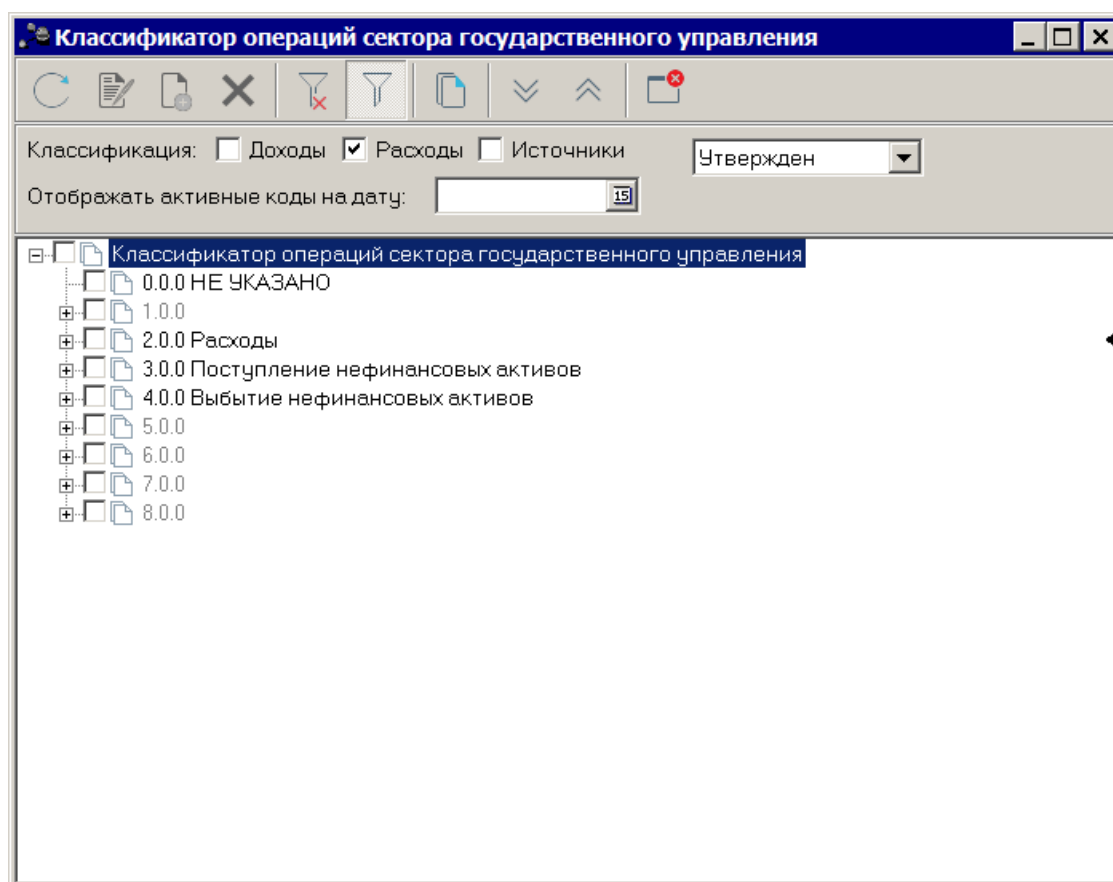 Классификатор операций сектора государственного управления
Классификация: Доходы Расходы Источники Утвержден
Отображать активные коды на дату: 15
Классификатор операций сектора государственного управления
0.0.0 НЕ УКАЗАНО
1.0.0
2.0.0 Расходы
3.0.0 Поступление нефинансовых активов
4.0.0 Выбытие нефинансовых активов
5.0.0
6.0.0
7.0.0
8.0.0